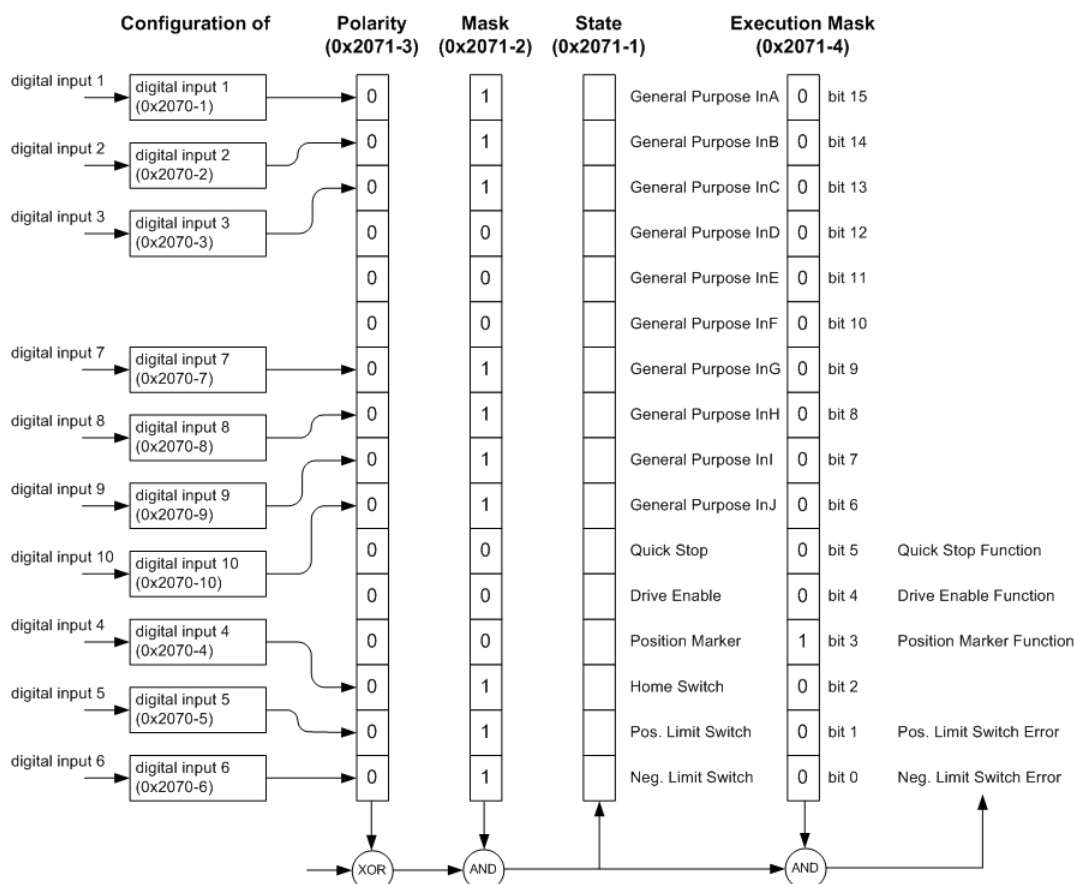 Configuration of Polarity Mask State Execution Mask
(0x2071-3) (0x2071-2) (0x2071-1) (0x2071-4)
digital input 1 digital input 1 0 1 General Purpose InA 0 bit 15
(0x2070-1)
digital input 2 digital input 2 0 1 General Purpose InB 0 bit 14
(0x2070-2)
digital input 3 digital input 3 0 1 General Purpose InC 0 bit 13
(0x2070-3)
0 0 General Purpose InD 0 bit 12
0 0 General Purpose InE 0 bit 11
0 0 General Purpose InF 0 bit 10
digital input 7 digital input 7 0 1 General Purpose InG 0 bit 9
(0x2070-7)
digital input 8 digital input 8 0 1 General Purpose InH 0 bit 8
(0x2070-8)
digital input 9 digital input 9 0 1 General Purpose InI 0 bit 7
(0x2070-9)
digital input 10 digital input 10 0 1 General Purpose InJ 0 bit 6
(0x2070-10)
0 0 Quick Stop 0 bit 5 Quick Stop Function
0 0 Drive Enable 0 bit 4 Drive Enable Function
digital input 4 digital input 4 0 0 Position Marker 1 bit 3 Position Marker Function
(0x2070-4)
digital input 5 digital input 5 0 1 Home Switch 0 bit 2
(0x2070-5)
0 1 Pos. Limit Switch 0 bit 1 Pos. Limit Switch Error
digital input 6 digital input 6 0 1 Neg. Limit Switch 0 bit 0 Neg. Limit Switch Error
(0x2070-6)
XOR AND AND